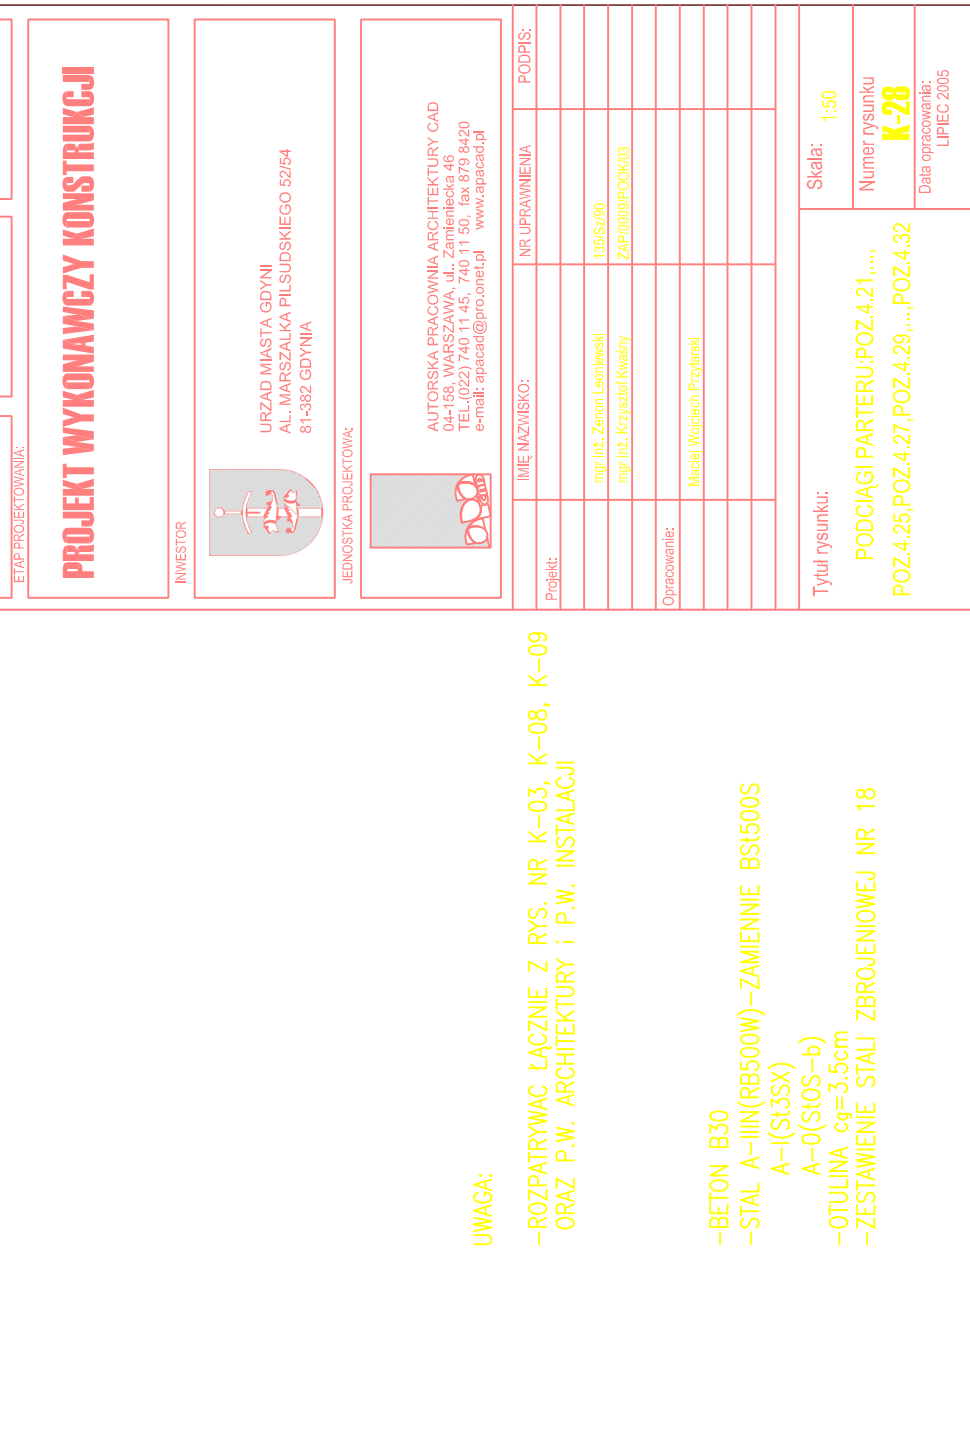 ETAP PROJEKTOWANIA:
PROJEKT WYKONAWCZY KONSTRUKCJI
INWESTOR
URZAD MIASTA GDYNI
AL. MARSZALKA PILSUDSKIEGO 52/54
81-382 GDYNIA
JEDNOSTKA PROJEKTOWA:
AUTORSKA PRACOWNIA ARCHITEKTURY CAD
04-158, WARSZAWA, ul.. Zamieniecka 46
TEL.(022) 740 11 45, 740 11 50, fax 879 8420
e-mail: apacad@pro.onet.pl www.apacad.pl
IMIĘ NAZWISKO: NR UPRAWNIENIA PODPIS:
Projekt:
mgr inż. Zenon Leoniewski 135/Sz/90
mgr inż. Krzysztof Kwaśny ZAP/0009/POOK/03
Opracowanie:
Maciej Wojciech Przytarski
Tytuł rysunku:
PODCIĄGI PARTERU:POZ.4.21,...,
POZ.4.25,POZ.4.27,POZ.4.29,...,POZ.4.32
Skala: 1:50
Numer rysunku
K-28
Data opracowania:
LIPIEC 2005
UWAGA:
-ROZPATRYWAC ŁĄCZNIE Z RYS. NR K-03, K-08, K-09
ORAZ P.W. ARCHITEKTURY i P.W. INSTALACJI
-BETON B30
-STAL A-IIIN(RB500W)-ZAMIENNIE BSt500S
A-I(St3SX)
A-0(StOS-b)
-OTULINA cg=3.5cm
-ZESTAWIENIE STALI ZBROJENIOWEJ NR 18